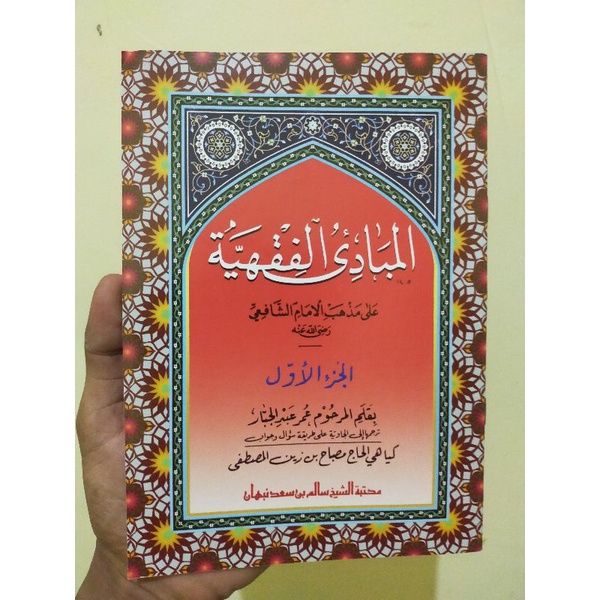 المبادئ الفقهية
على مذهب الإمام الشافعي
رضي الله عنه
الجزء الأول
بقلم المرحوم عمر عبد الجبار
ترجمها إلى الجاوية على طريقة سؤال وجواب
كياهي الحاج مصباح بن زين المصطفى
مكتبة الشيخ سالم بن سعد نبهان